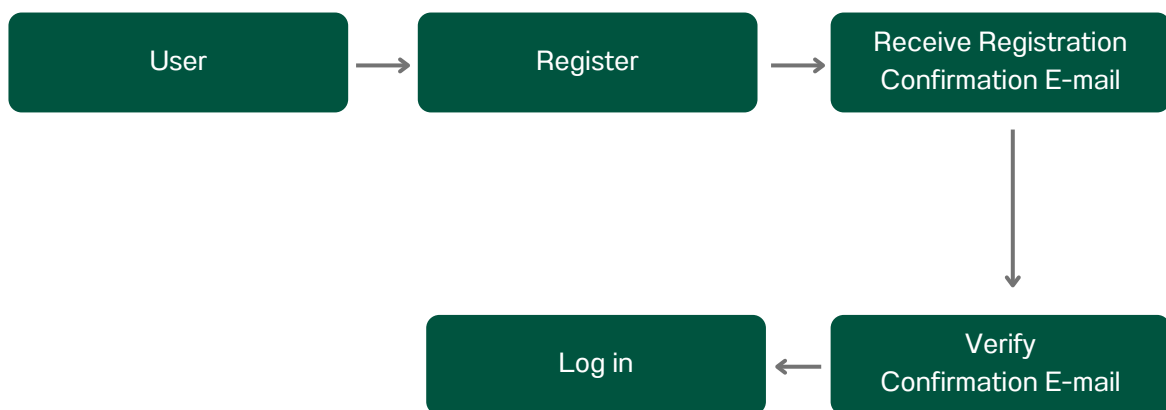 User
Register
Receive Registration
Confirmation E-mail
Verify
Confirmation E-mail
Log in